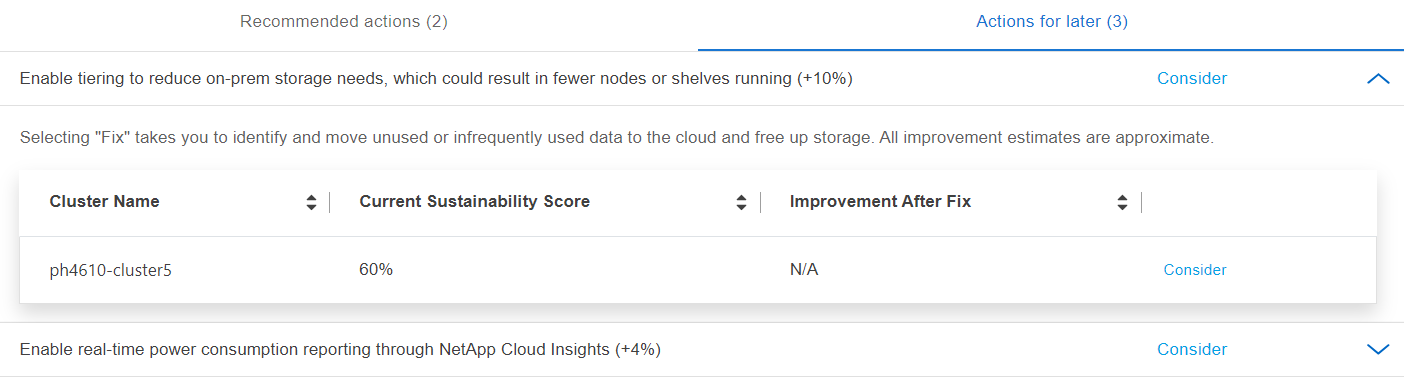 Recommended actions (2) Actions for later (3)
Enable tiering to reduce on-prem storage needs, which could result in fewer nodes or shelves running (+10%) Consider
Selecting "Fix" takes you to identify and move unused or infrequently used data to the cloud and free up storage. All improvement estimates are approximate.
Cluster Name Current Sustainability Score Improvement After Fix
ph4610-cluster5 60% N/A Consider
Enable real-time power consumption reporting through NetApp Cloud Insights (+4%) Consider